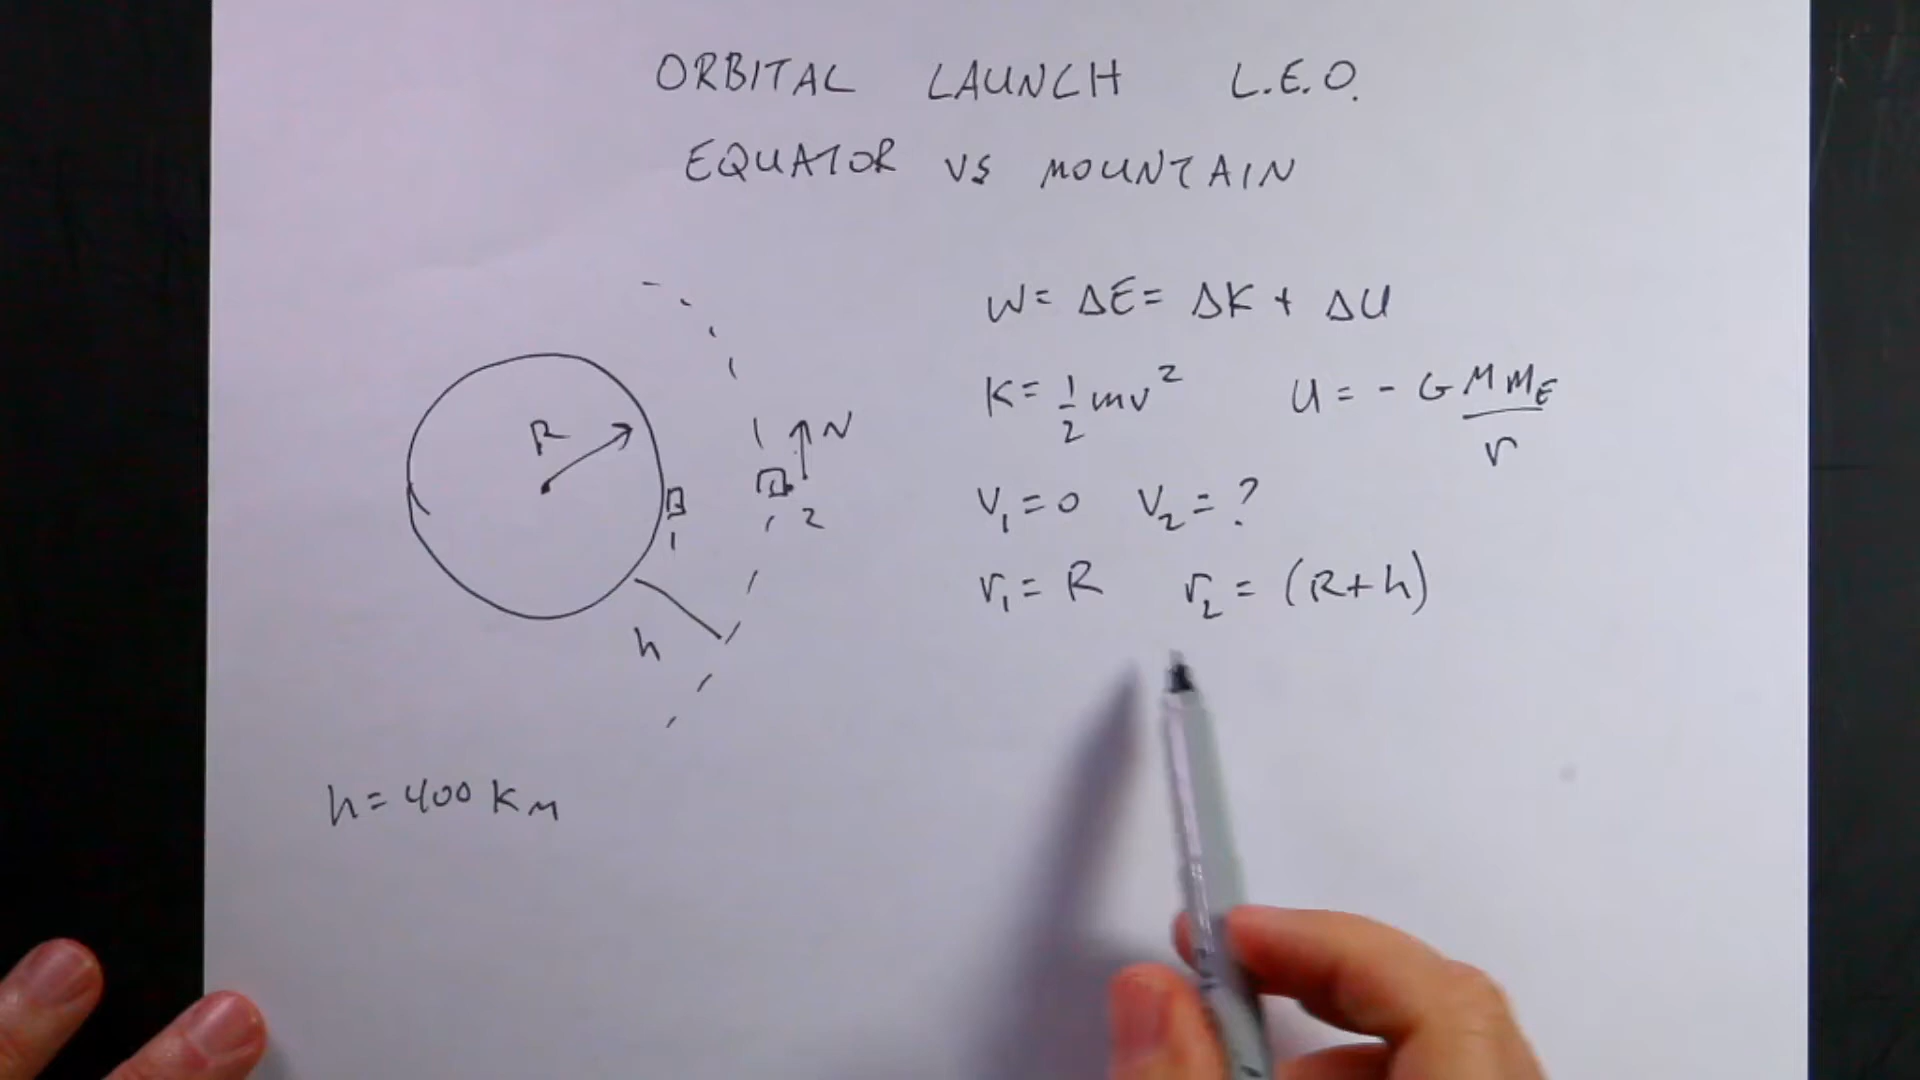 ORBITAL LAUNCH L.E.O.
EQUATOR VS MOUNTAIN
W = ΔE = ΔK + ΔU
K = 1/2 mv² U = - G M M_E / r
V₁ = 0 V₂ = ?
r₁ = R r₂ = (R + h)
R
1
2
N
h
h = 400 KM